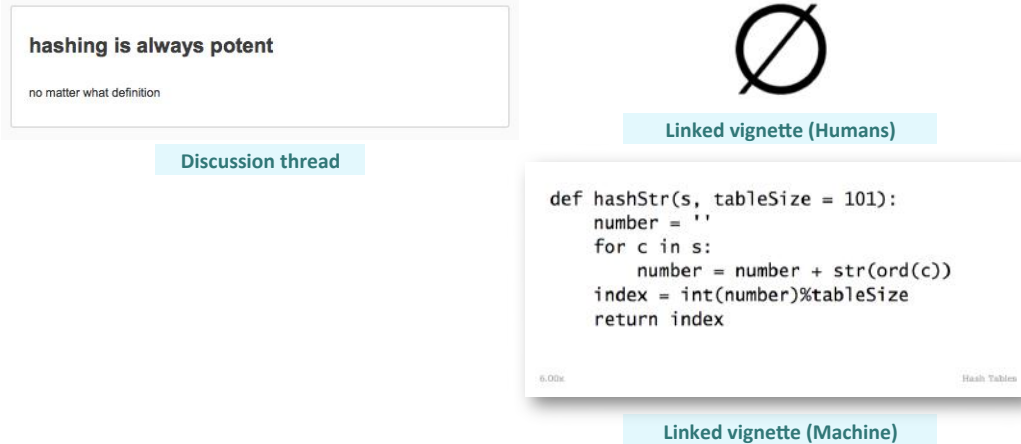 hashing is always potent
no matter what definition
Discussion thread
Ø
Linked vignette (Humans)
def hashStr(s, tableSize = 101):
    number = ''
    for c in s:
        number = number + str(ord(c))
    index = int(number)%tableSize
    return index
6.00x
Hash Tables
Linked vignette (Machine)